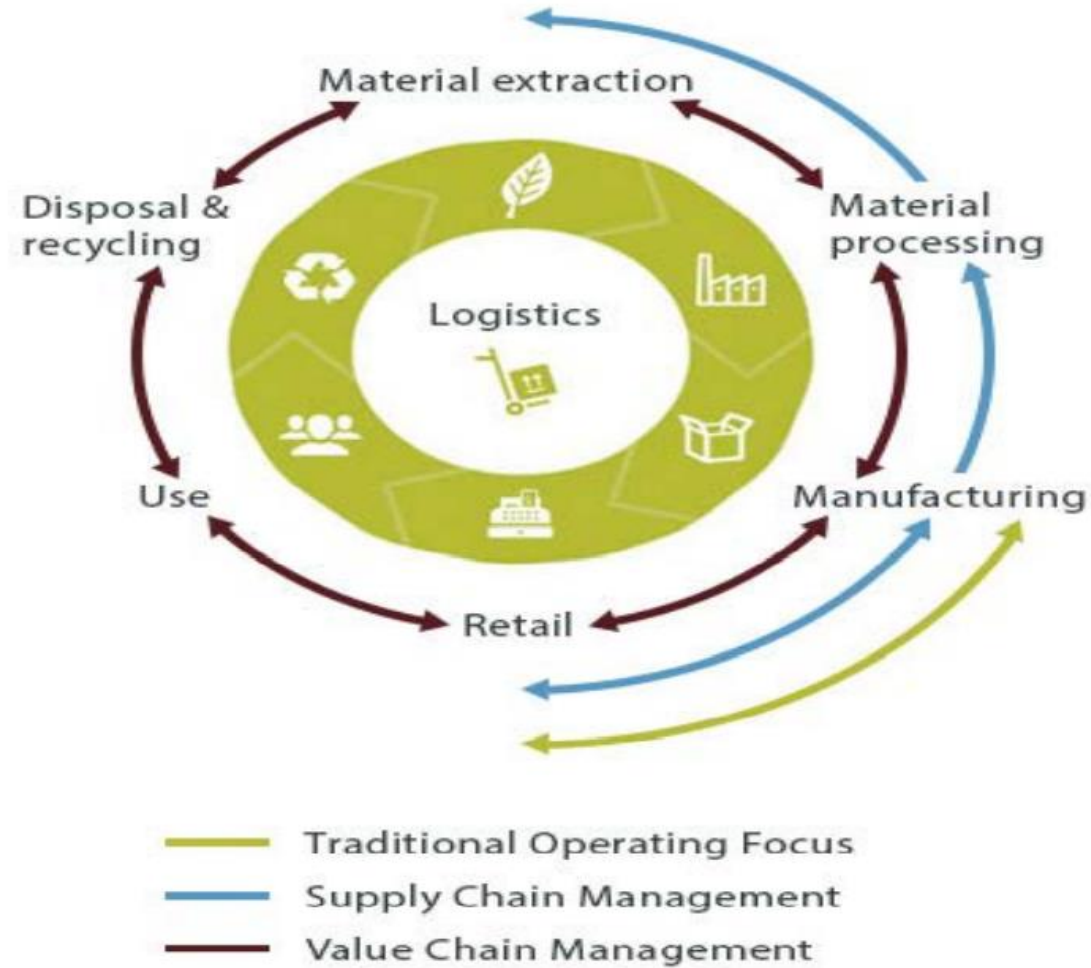 Material extraction
Disposal &
recycling
Material
processing
Logistics
Use
Manufacturing
Retail
Traditional Operating Focus
Supply Chain Management
Value Chain Management